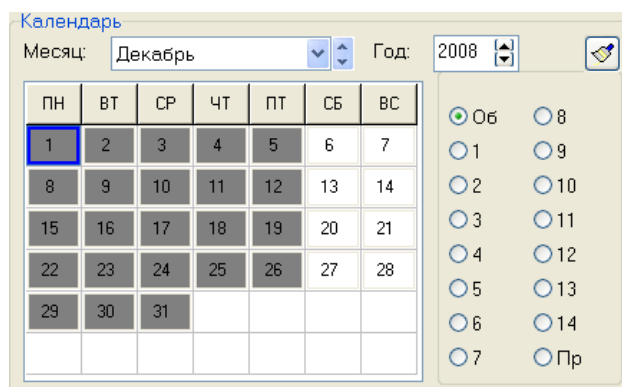 Календарь
Месяц: Декабрь Год: 2008
ПН ВТ СР ЧТ ПТ СБ ВС
1 2 3 4 5 6 7
8 9 10 11 12 13 14
15 16 17 18 19 20 21
22 23 24 25 26 27 28
29 30 31
Об 8
1 9
2 10
3 11
4 12
5 13
6 14
7 Пр